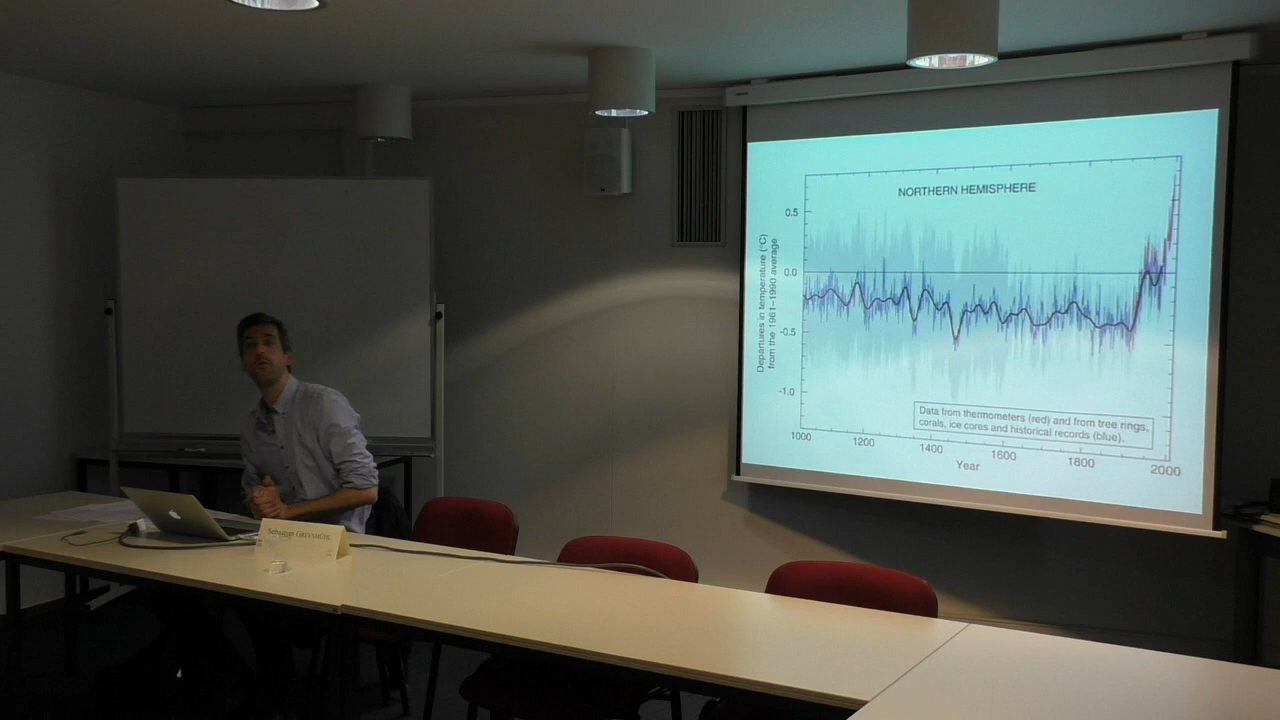 NORTHERN HEMISPHERE
Departures in temperature (°C)
from the 1961–1990 average
0.5
0.0
-0.5
-1.0
Data from thermometers (red) and from tree rings,
corals, ice cores and historical records (blue).
1000 1200 1400 1600 1800 2000
Year
Sebastian